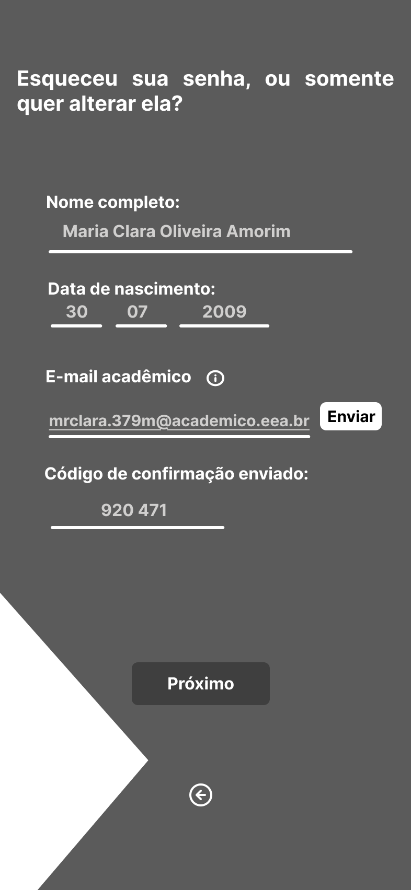 Esqueceu sua senha, ou somente
quer alterar ela?
Nome completo:
Maria Clara Oliveira Amorim
Data de nascimento:
30 07 2009
E-mail acadêmico
mrclara.379m@academico.eea.br Enviar
Código de confirmação enviado:
920 471
Próximo